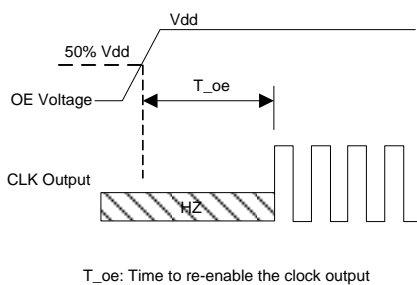 Vdd
50% Vdd
T_oe
OE Voltage
CLK Output
HZ
T_oe: Time to re-enable the clock output